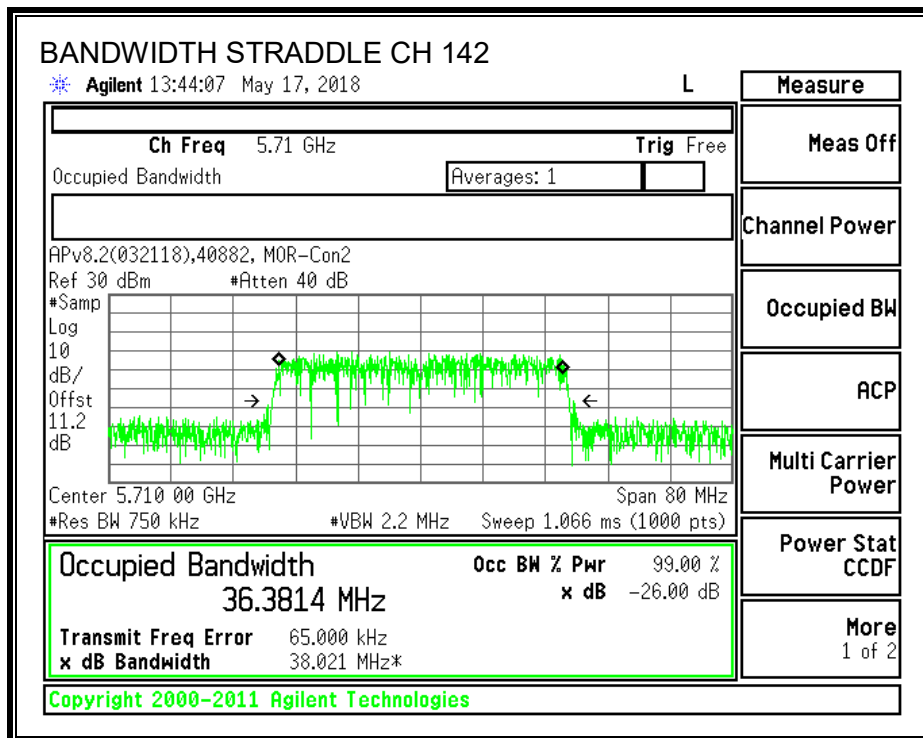 BANDWIDTH STRADDLE CH 142
Agilent 13:44:07 May 17, 2018 L
Measure
Ch Freq 5.71 GHz Trig Free
Occupied Bandwidth Averages: 1
Meas Off
Channel Power
Occupied BW
ACP
Multi Carrier
Power
Power Stat
CCDF
More
1 of 2
APv8.2(032118),40882, MOR-Con2
Ref 30 dBm #Atten 40 dB
#Samp
Log
10
dB/
Offst
11.2
dB
Center 5.710 00 GHz Span 80 MHz
#Res BW 750 kHz #VBW 2.2 MHz Sweep 1.066 ms (1000 pts)
Occupied Bandwidth Occ BW % Pwr 99.00 %
36.3814 MHz x dB -26.00 dB
Transmit Freq Error 65.000 kHz
x dB Bandwidth 38.021 MHz*
Copyright 2000-2011 Agilent Technologies